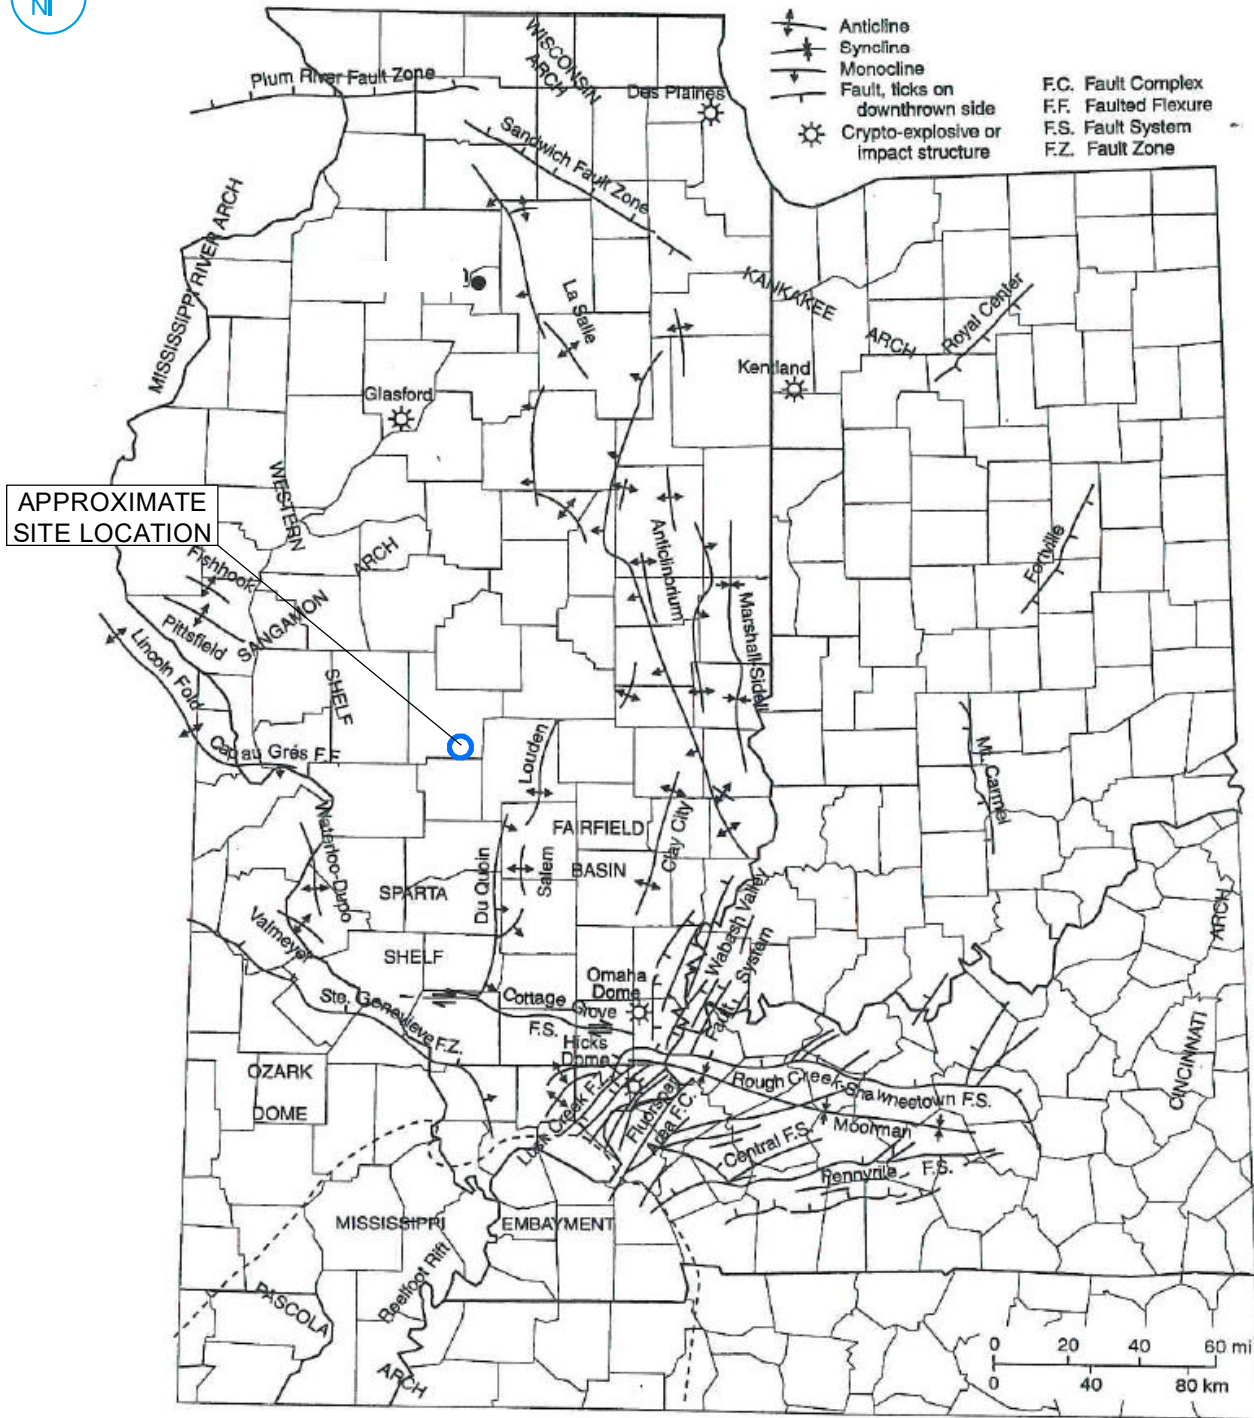 N
Anticline
Syncline
Monocline
Fault, ticks on
downthrown side
Crypto-explosive or
impact structure
F.C. Fault Complex
F.F. Faulted Flexure
F.S. Fault System
F.Z. Fault Zone
WISCONSIN
ARCH
Plum River Fault Zone
Des Plaines
Sandwich Fault Zone
MISSISSIPPI RIVER ARCH
La Salle
KANKAKEE
ARCH
Royal Center
Kentland
Glasford
APPROXIMATE
SITE LOCATION
WESTERN
ARCH
Fishhook
SANGAMON
Pittsfield
Lincoln Fold
SHELF
Anticlinorium
Marshall-Sidell
Fortville
Cap au Grés F.F.
Louden
Mt. Carmel
Waterloo-Dupo
FAIRFIELD
BASIN
Clay City
Du Quoin
Salem
SPARTA
SHELF
Valmeyer
Wabash Valley
Fault System
Omaha
Dome
Ste. Genevieve F.Z.
Cottage Grove
F.S.
Hicks
Dome
ARCH
CINCINNATI
OZARK
DOME
Lusk Creek F.Z.
Fluorspar
Area F.C.
Rough Creek-Shawneetown F.S.
Moorman
Central F.S.
Pennyrile F.S.
MISSISSIPPI EMBAYMENT
Reelfoot Rift
PASCOLA
ARCH
0 20 40 60 mi
0 40 80 km